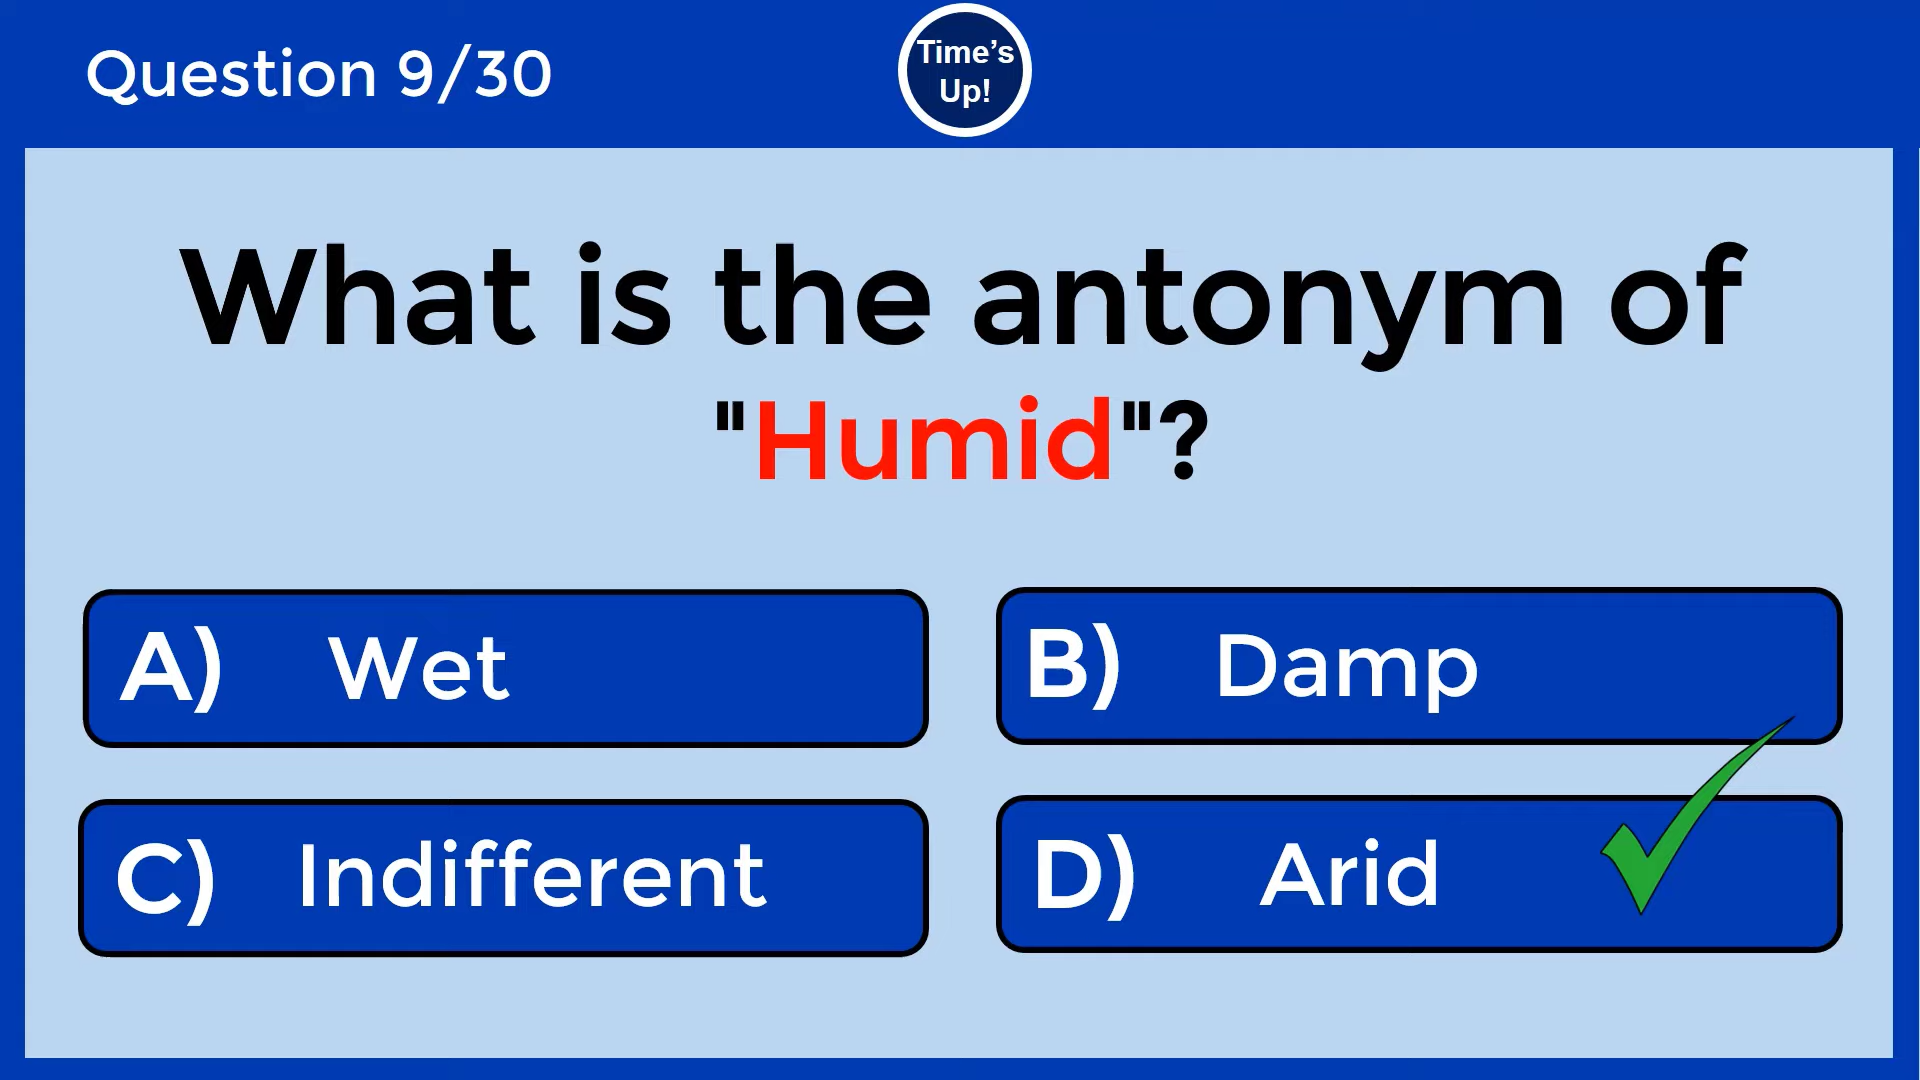 Question 9/30
Time's
Up!
What is the antonym of
"Humid"?
A) Wet
B) Damp
C) Indifferent
D) Arid